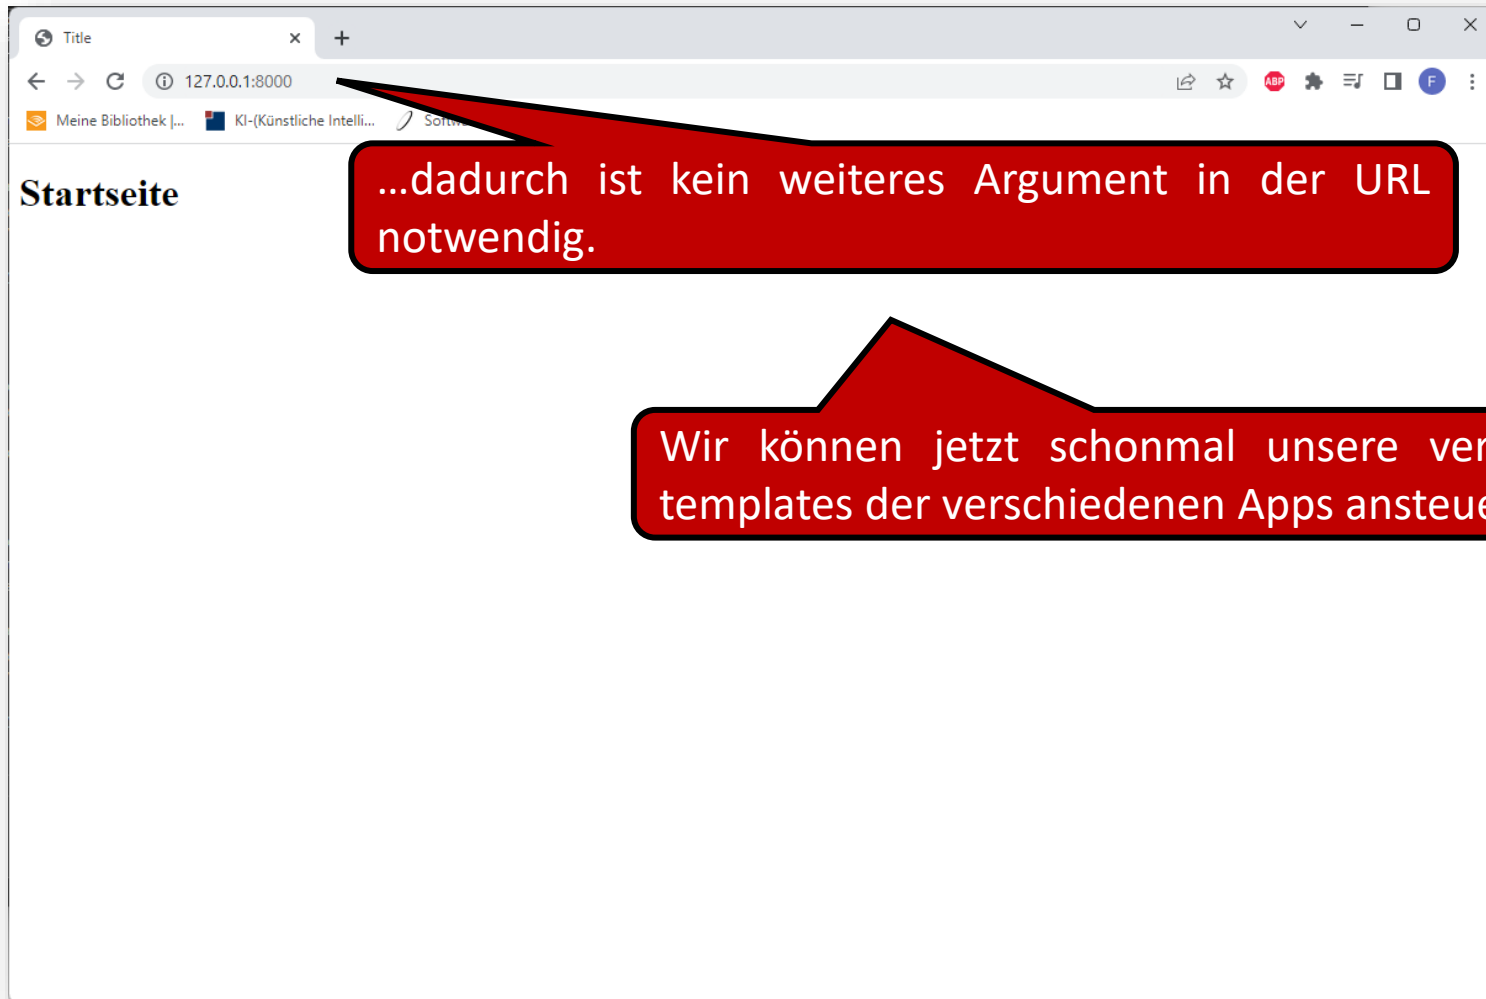 Title
127.0.0.1:8000
ABP
F
Meine Bibliothek |... KI-(Künstliche Intelli...
Startseite
...dadurch ist kein weiteres Argument in der URL
notwendig.
Wir können jetzt schonmal unsere
templates der verschiedenen Apps